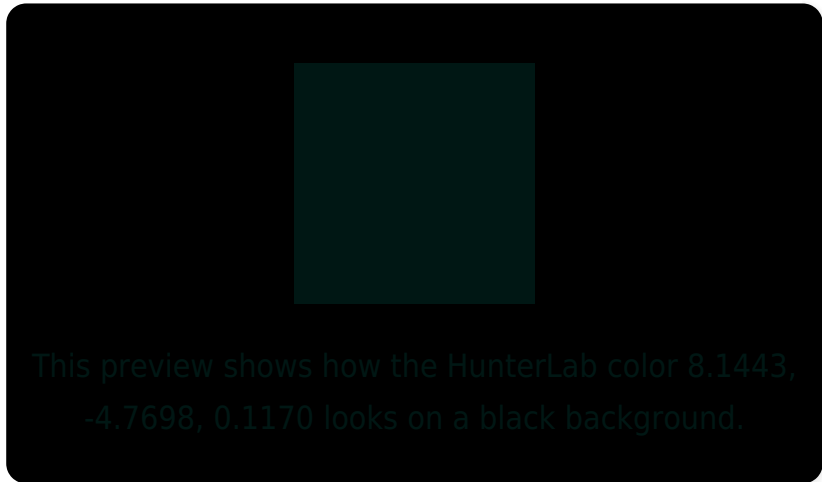 This preview shows how the HunterLab color 8.1443,
-4.7698, 0.1170 looks on a black background.